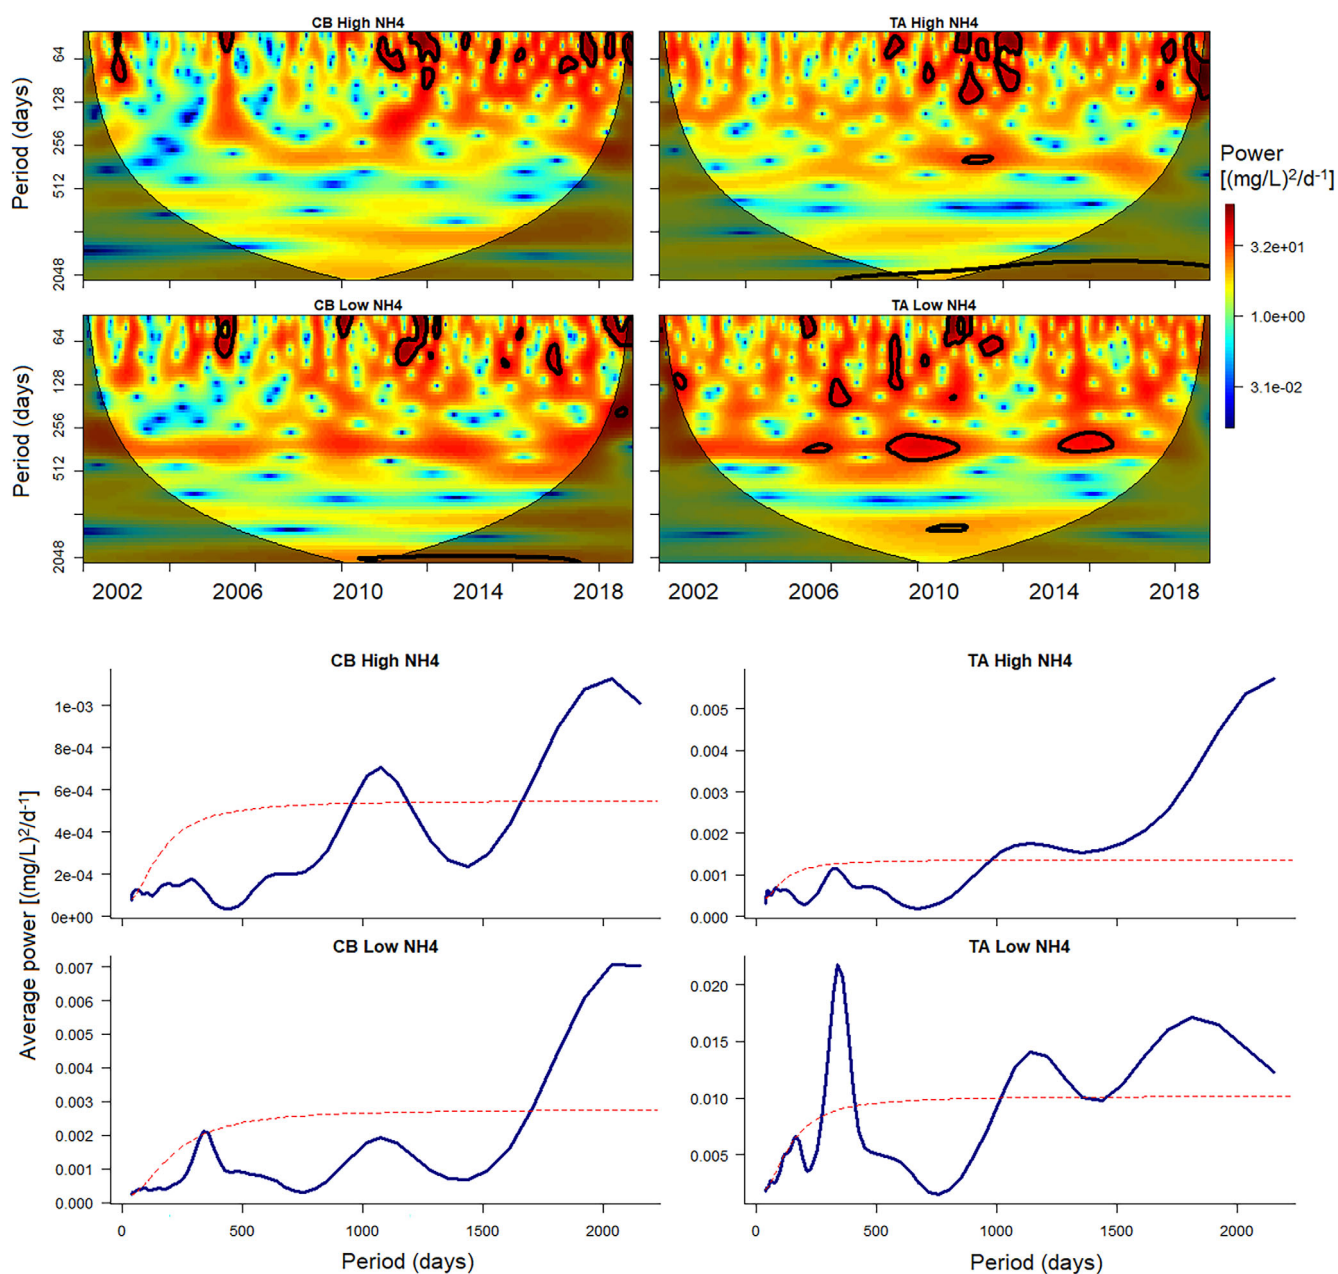 CB High NH4
TA High NH4
Period (days)
64
128
256
512
2048
Power
[(mg/L)²/d⁻¹]
3.2e+01
1.0e+00
3.1e-02
CB Low NH4
TA Low NH4
Period (days)
64
128
256
512
2048
2002 2006 2010 2014 2018
2002 2006 2010 2014 2018
CB High NH4
TA High NH4
Average power [(mg/L)²/d⁻¹]
1e-03
8e-04
6e-04
4e-04
2e-04
0e+00
0.005
0.004
0.003
0.002
0.001
0.000
CB Low NH4
TA Low NH4
0.007
0.006
0.005
0.004
0.003
0.002
0.001
0.000
0.020
0.015
0.010
0.005
0 500 1000 1500 2000
0 500 1000 1500 2000
Period (days)
Period (days)